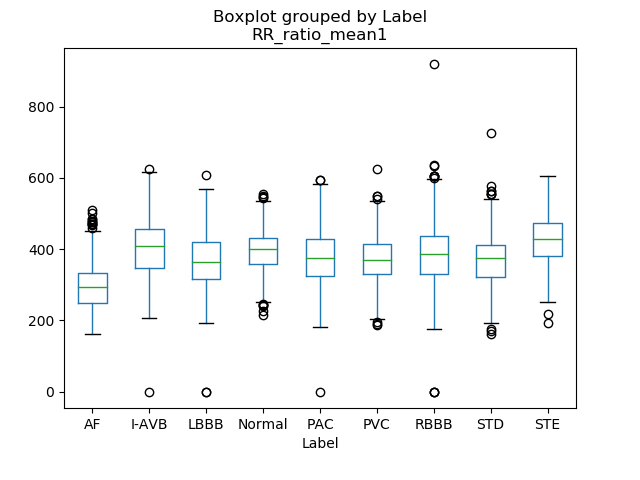 Boxplot grouped by Label
RR_ratio_mean1
800
600
400
200
0
AF I-AVB LBBB Normal PAC PVC RBBB STD STE
Label